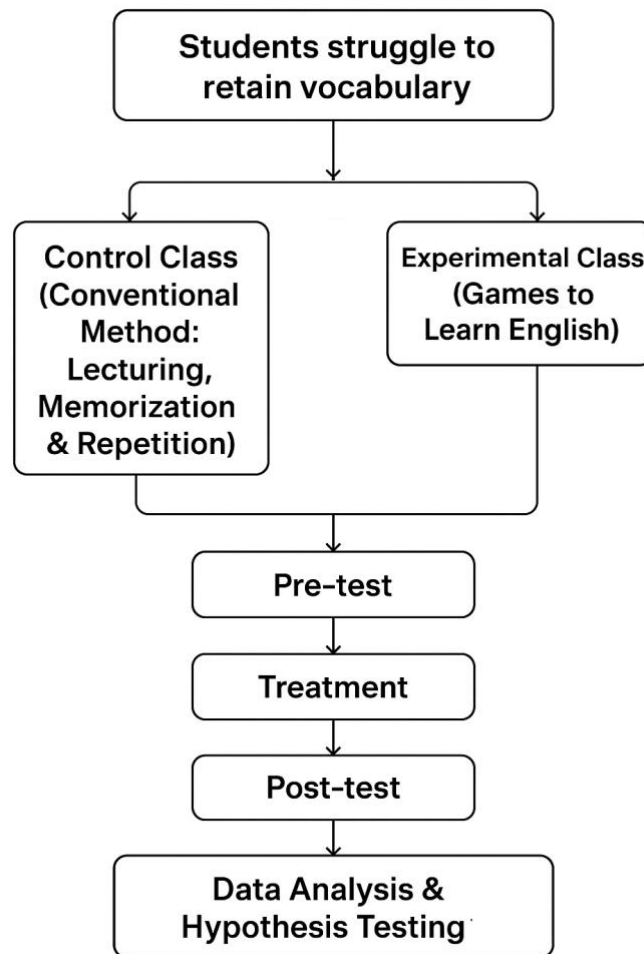 Students struggle to
retain vocabulary
Control Class
(Conventional
Method:
Lecturing,
Memorization
& Repetition)
Experimental Class
(Games to
Learn English)
Pre-test
Treatment
Post-test
Data Analysis &
Hypothesis Testing